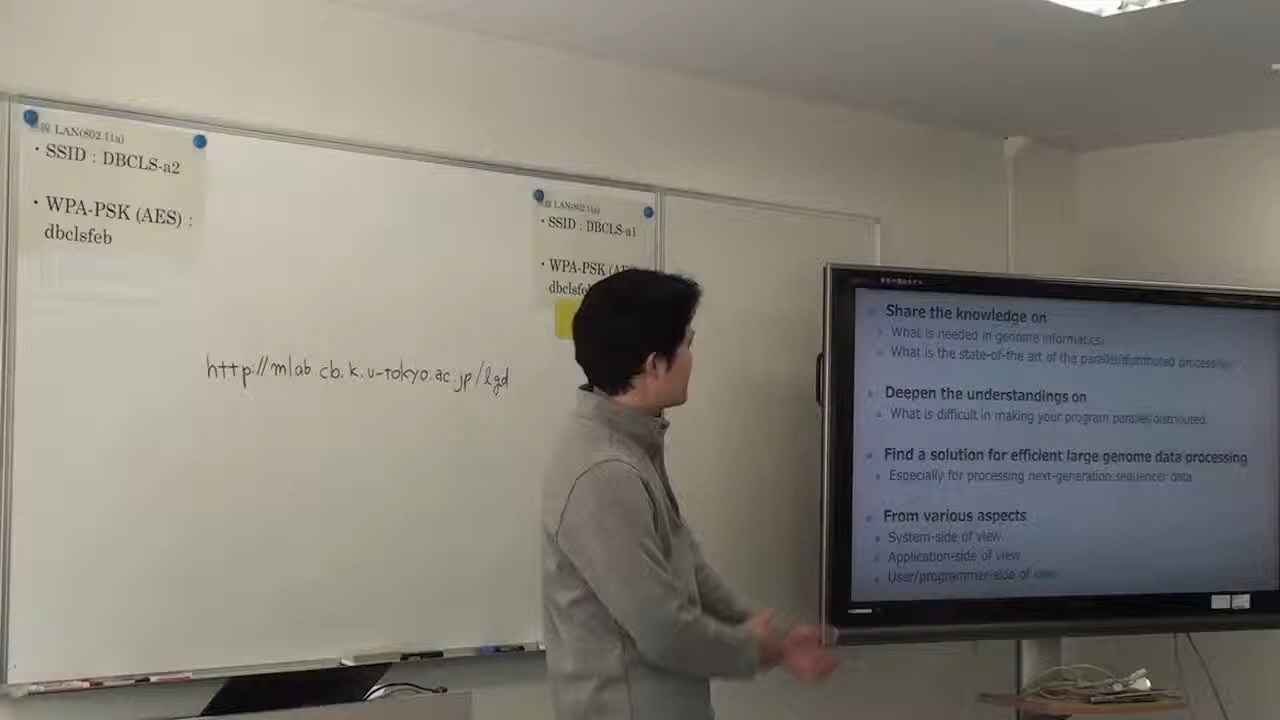 線 LAN(802.11a)
・SSID : DBCLS-a2
・WPA-PSK (AES) :
dbclsfeb
LAN(802.11a)
・SSID : DBCLS-a1
・WPA-PSK
http://mlab.cb.k.u-tokyo.ac.jp/lgd
Share the knowledge on
What is needed in genome informatics
What is the state-of-the art of the parallel/distributed processing
Deepen the understandings on
What is difficult in making your program parallel/distributed
Find a solution for efficient large genome data processing
Especially for processing next-generation sequencer data
From various aspects
System-side of view
Application-side of view
User/programmer-side of view